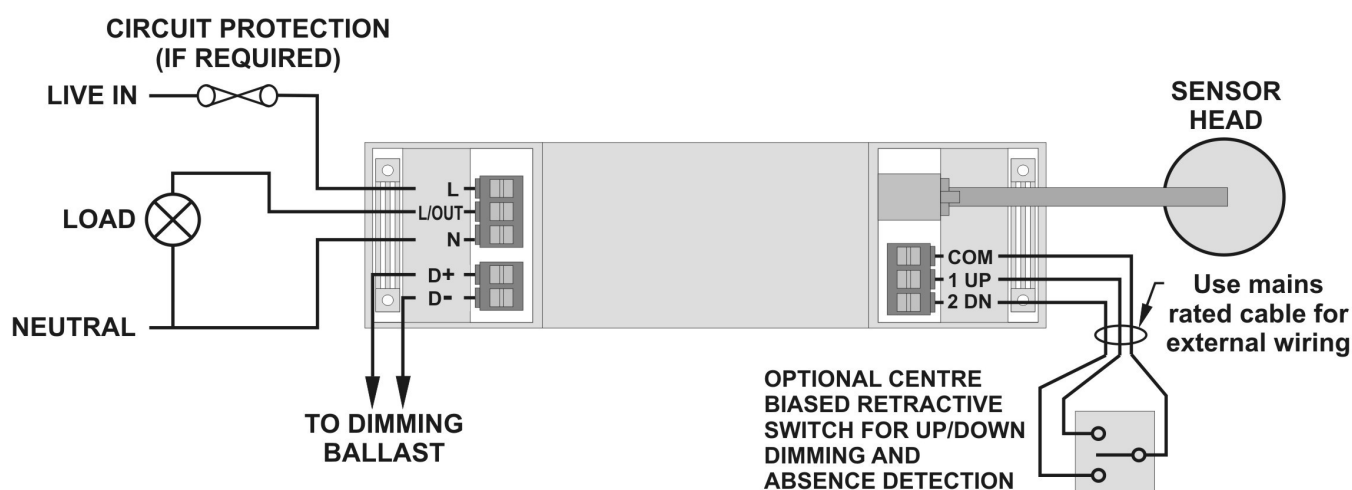 CIRCUIT PROTECTION
(IF REQUIRED)
LIVE IN
LOAD
NEUTRAL
L
L/OUT
N
D+
D-
TO DIMMING
BALLAST
SENSOR
HEAD
COM
1 UP
2 DN
Use mains
rated cable for
external wiring
OPTIONAL CENTRE
BIASED RETRACTIVE
SWITCH FOR UP/DOWN
DIMMING AND
ABSENCE DETECTION